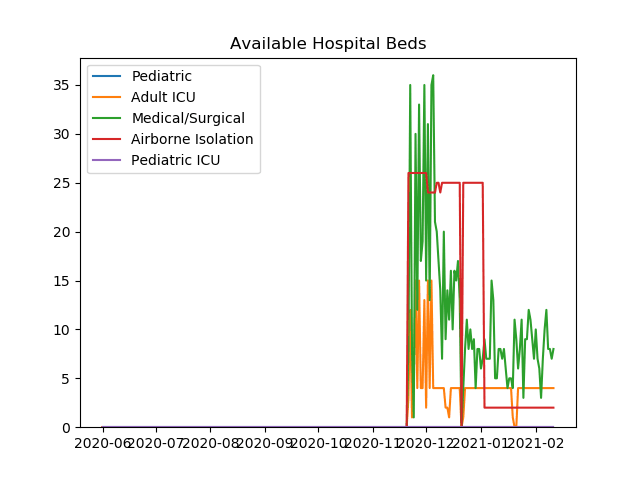 Available Hospital Beds
Pediatric
Adult ICU
Medical/Surgical
Airborne Isolation
Pediatric ICU
35
30
25
20
15
10
5
0
2020-06 2020-07 2020-08 2020-09 2020-10 2020-11 2020-12 2021-01 2021-02